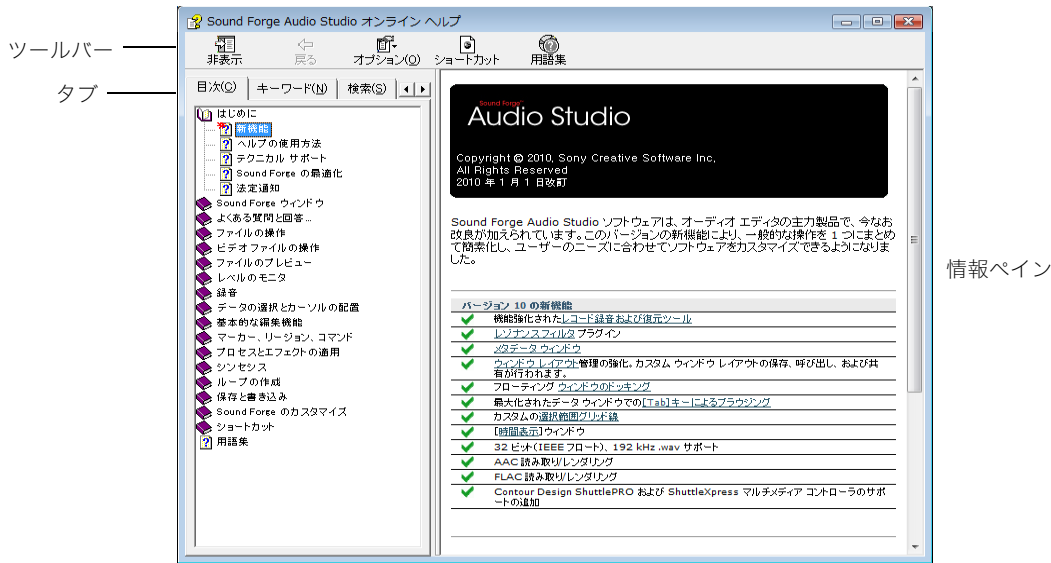 Sound Forge Audio Studio オンライン ヘルプ
ツールバー
非表示
戻る
オプション(O)
ショートカット
用語集
タブ
目次(C)
キーワード(N)
検索(S)
はじめに
新機能
ヘルプの使用方法
テクニカル サポート
Sound Forge の最適化
法定通知
Sound Forge ウィンドウ
よくある質問と回答...
ファイルの操作
ビデオ ファイルの操作
ファイルのプレビュー
レベルのモニタ
録音
データの選択とカーソルの配置
基本的な編集機能
マーカー、リージョン、コマンド
プロセスとエフェクトの適用
シンセシス
ループの作成
保存と書き込み
Sound Forge のカスタマイズ
ショートカット
用語集
Sound Forge™
Audio Studio
Copyright © 2010, Sony Creative Software Inc.
All Rights Reserved
2010 年 1 月 1 日改訂
Sound Forge Audio Studio ソフトウェアは、オーディオ エディタの主力製品で、今なお
改良が加えられています。このバージョンの新機能により、一般的な操作を 1 つにまとめ
て簡素化し、ユーザーのニーズに合わせてソフトウェアをカスタマイズできるようになりま
した。
情報ペイン
バージョン 10 の新機能
機能強化されたレコード録音および復元ツール
レゾナンスフィルタ プラグイン
メタデータ ウィンドウ
ウィンドウ レイアウト管理の強化。カスタム ウィンドウ レイアウトの保存、呼び出し、および共
有が行われます。
フローティング ウィンドウのドッキング
最大化されたデータ ウィンドウでの[Tab]キーによるブラウジング
カスタムの選択範囲グリッド線
[時間表示]ウィンドウ
32 ビット(IEEE フロート)、192 kHz .wav サポート
AAC 読み取り/レンダリング
FLAC 読み取り/レンダリング
Contour Design ShuttlePRO および ShuttleXpress マルチメディア コントローラのサポ
ートの追加